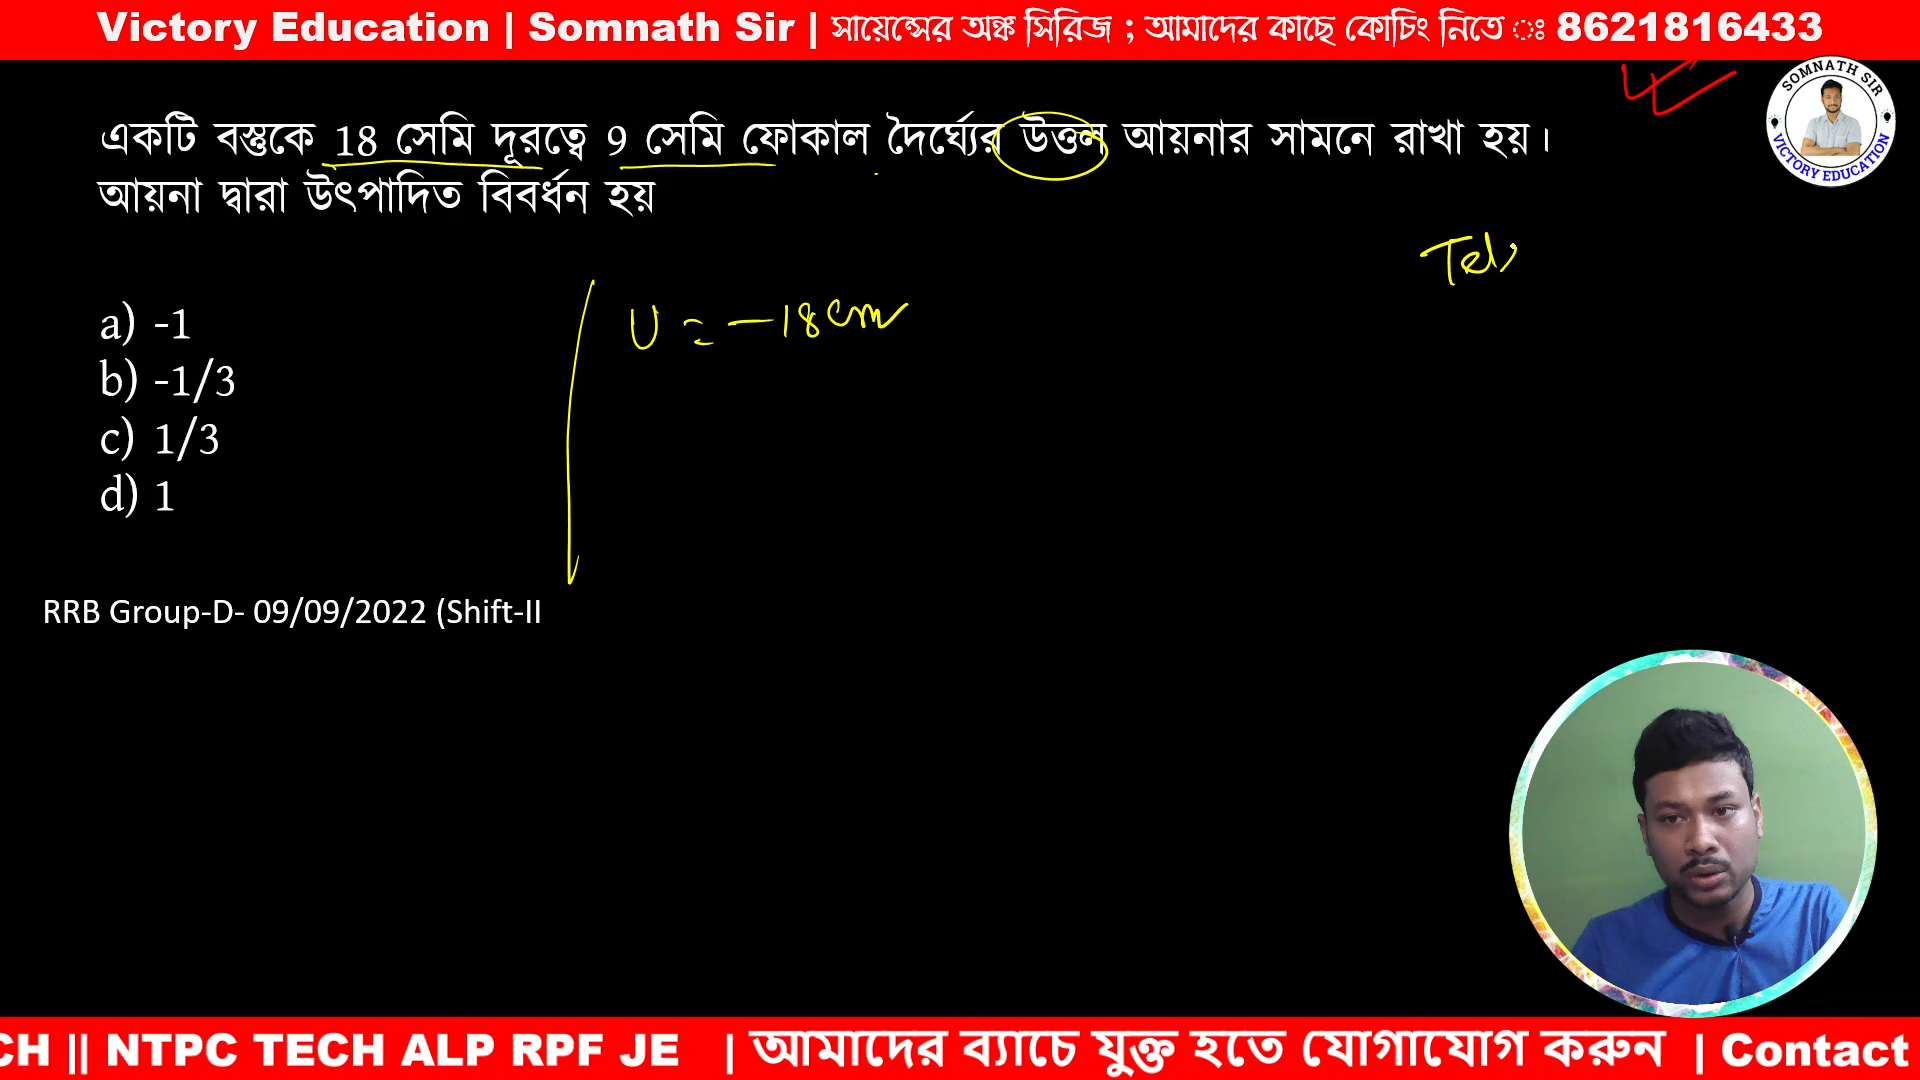 Victory Education | Somnath Sir | সায়েন্সের অঙ্ক সিরিজ ; আমাদের কাছে কোচিং নিতে ঃ 8621816433
SOMNATH SIR
VICTORY EDUCATION
একটি বস্তুকে 18 সেমি দূরত্বে 9 সেমি ফোকাল দৈর্ঘ্যের উত্তল আয়নার সামনে রাখা হয়।
আয়না দ্বারা উৎপাদিত বিবর্ধন হয়
a) -1
b) -1/3
c) 1/3
d) 1
U = -18 cm
RRB Group-D- 09/09/2022 (Shift-II
CH || NTPC TECH ALP RPF JE | আমাদের ব্যাচে যুক্ত হতে যোগাযোগ করুন | Contact